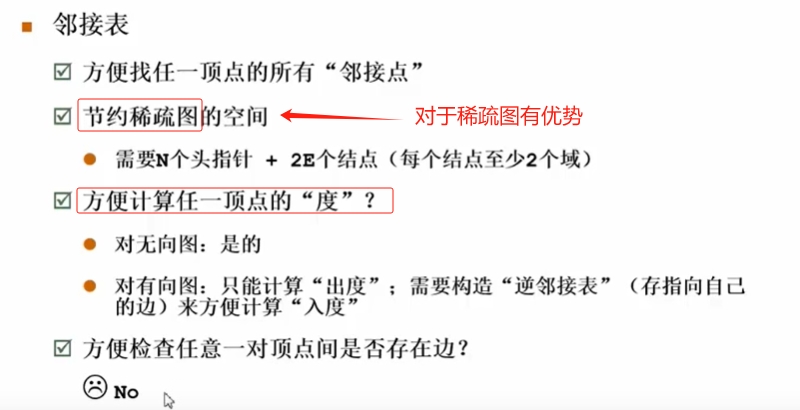 邻接表
方便找任一顶点的所有“邻接点”
节约稀疏图的空间 对于稀疏图有优势
需要N个头指针 + 2E个结点（每个结点至少2个域）
方便计算任一顶点的“度”？
对无向图：是的
对有向图：只能计算“出度”；需要构造“逆邻接表”（存指向自己
的边）来方便计算“入度”
方便检查任意一对顶点间是否存在边？
No